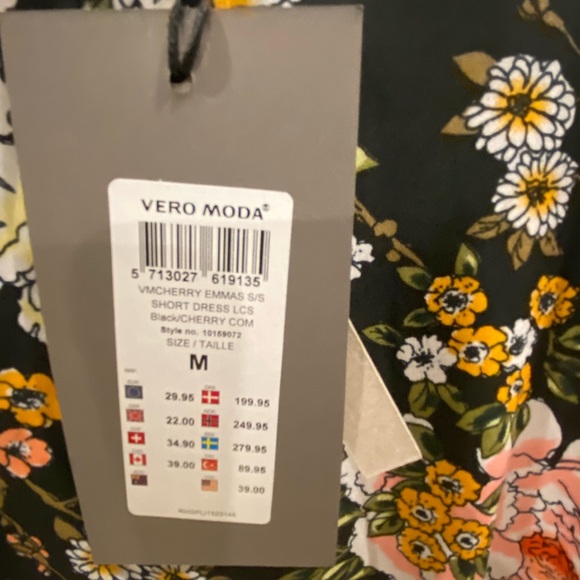 VERO MODA®
5 713027 619135
VMCHERRY EMMAS S/S
SHORT DRESS LCS
Black/CHERRY COM
Style no. 10159072
SIZE / TAILLE
M
29.95 199.95
22.00 249.95
34.90 279.95
39.00 89.95
39.00